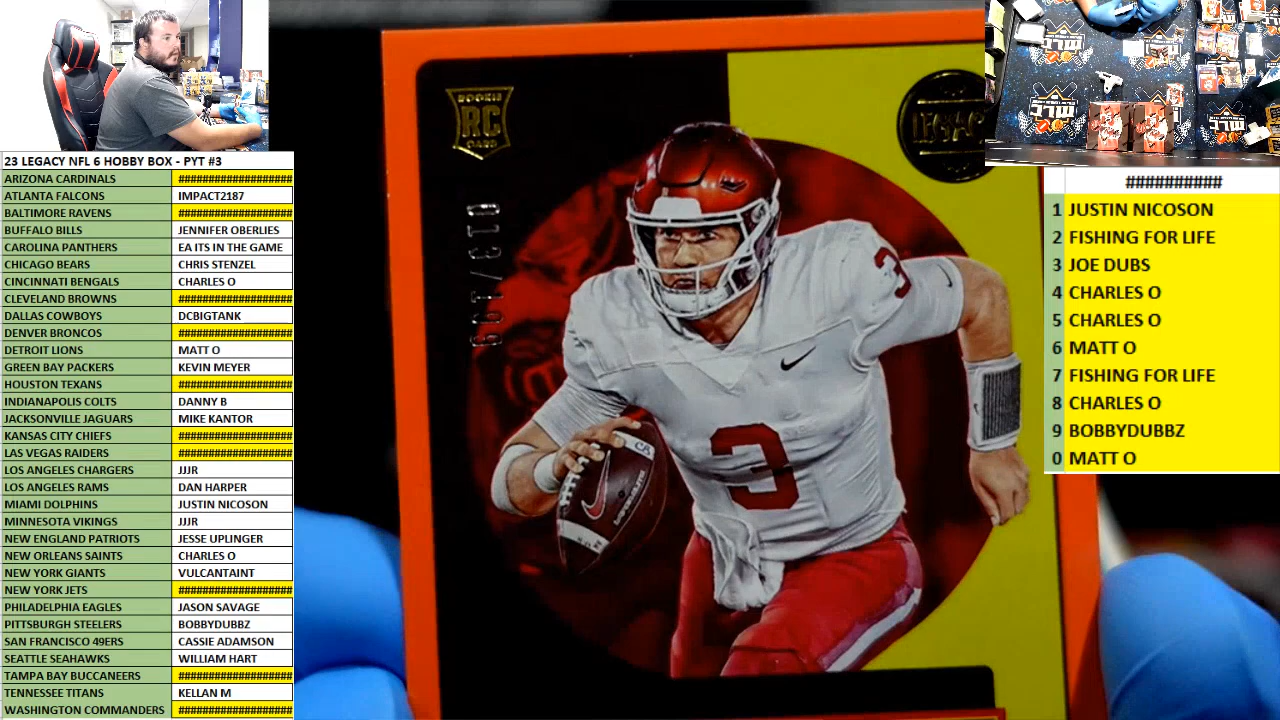 23 LEGACY NFL 6 HOBBY BOX - PYT #3
ARIZONA CARDINALS ###################
ATLANTA FALCONS IMPACT2187
BALTIMORE RAVENS ###################
BUFFALO BILLS JENNIFER OBERLIES
CAROLINA PANTHERS EA ITS IN THE GAME
CHICAGO BEARS CHRIS STENZEL
CINCINNATI BENGALS CHARLES O
CLEVELAND BROWNS ###################
DALLAS COWBOYS DCBIGTANK
DENVER BRONCOS ###################
DETROIT LIONS MATT O
GREEN BAY PACKERS KEVIN MEYER
HOUSTON TEXANS ###################
INDIANAPOLIS COLTS DANNY B
JACKSONVILLE JAGUARS MIKE KANTOR
KANSAS CITY CHIEFS ###################
LAS VEGAS RAIDERS ###################
LOS ANGELES CHARGERS JJJR
LOS ANGELES RAMS DAN HARPER
MIAMI DOLPHINS JUSTIN NICOSON
MINNESOTA VIKINGS JJJR
NEW ENGLAND PATRIOTS JESSE UPLINGER
NEW ORLEANS SAINTS CHARLES O
NEW YORK GIANTS VULCANTAINT
NEW YORK JETS ###################
PHILADELPHIA EAGLES JASON SAVAGE
PITTSBURGH STEELERS BOBBYDUBBZ
SAN FRANCISCO 49ERS CASSIE ADAMSON
SEATTLE SEAHAWKS WILLIAM HART
TAMPA BAY BUCCANEERS ###################
TENNESSEE TITANS KELLAN M
WASHINGTON COMMANDERS ###################
ROOKIE
RC
CARD
013/199
LEGAC
3
3
##########
1 JUSTIN NICOSON
2 FISHING FOR LIFE
3 JOE DUBS
4 CHARLES O
5 CHARLES O
6 MATT O
7 FISHING FOR LIFE
8 CHARLES O
9 BOBBYDUBBZ
0 MATT O